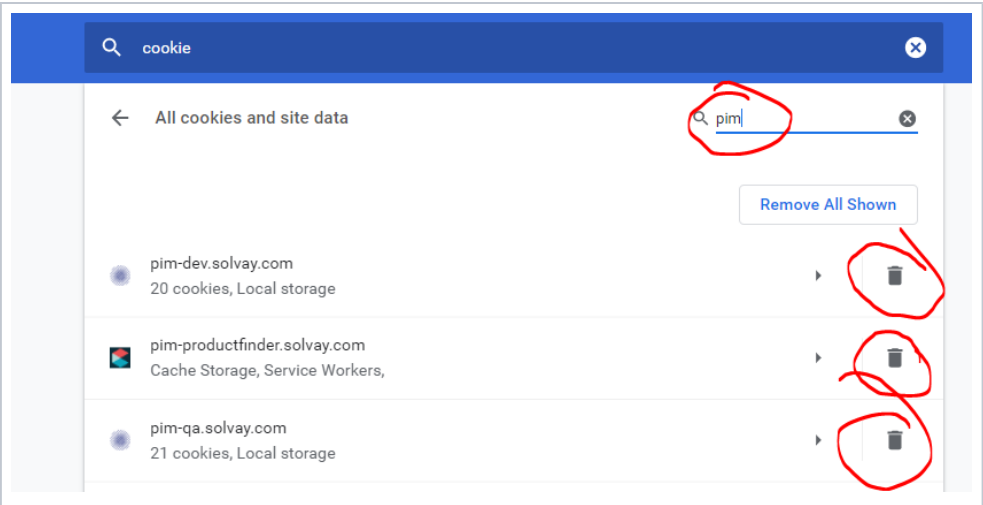 cookie
All cookies and site data
pim
Remove All Shown
pim-dev.solvay.com
20 cookies, Local storage
pim-productfinder.solvay.com
Cache Storage, Service Workers,
pim-qa.solvay.com
21 cookies, Local storage